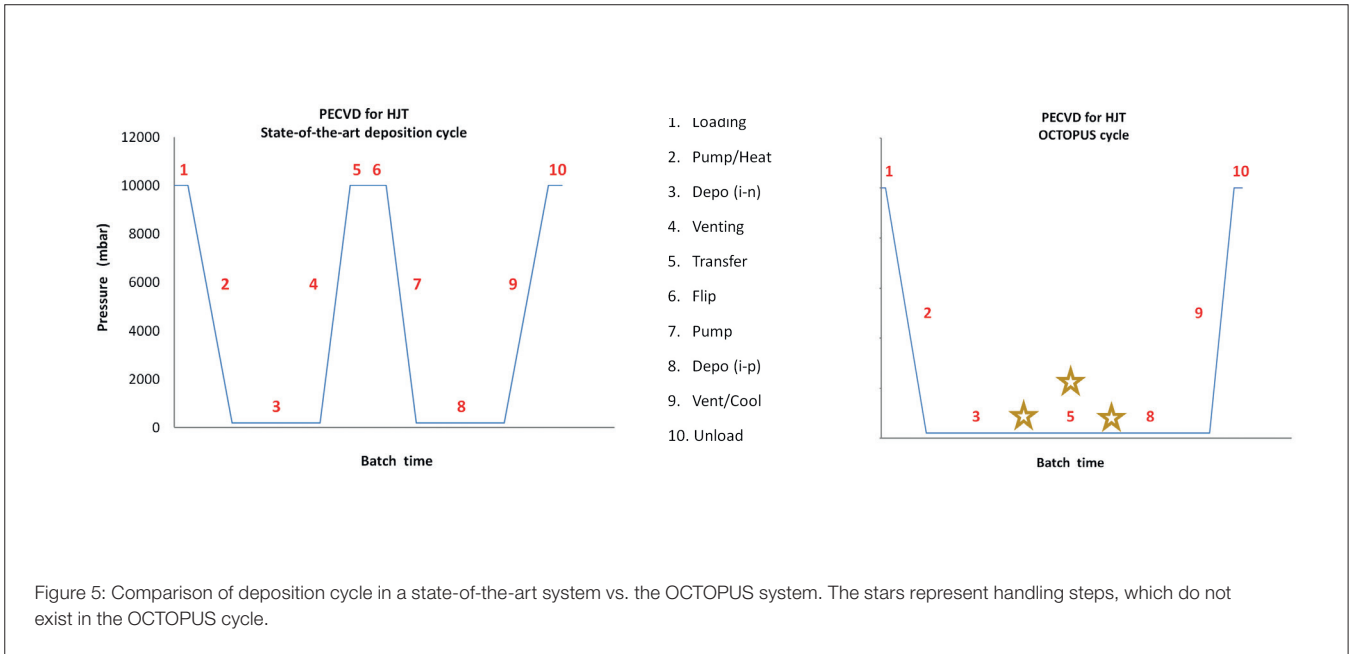 PECVD for HJT
State-of-the-art deposition cycle
12000
10000
8000
6000
4000
2000
0
Pressure (mbar)
1
2
3
4
5 6
7
8
9
10
Batch time
1. Loading
2. Pump/Heat
3. Depo (i-n)
4. Venting
5. Transfer
6. Flip
7. Pump
8. Depo (i-p)
9. Vent/Cool
10. Unload
PECVD for HJT
OCTOPUS cycle
1
2
3
5
8
9
10
Batch time
Figure 5: Comparison of deposition cycle in a state-of-the-art system vs. the OCTOPUS system. The stars represent handling steps, which do not
exist in the OCTOPUS cycle.